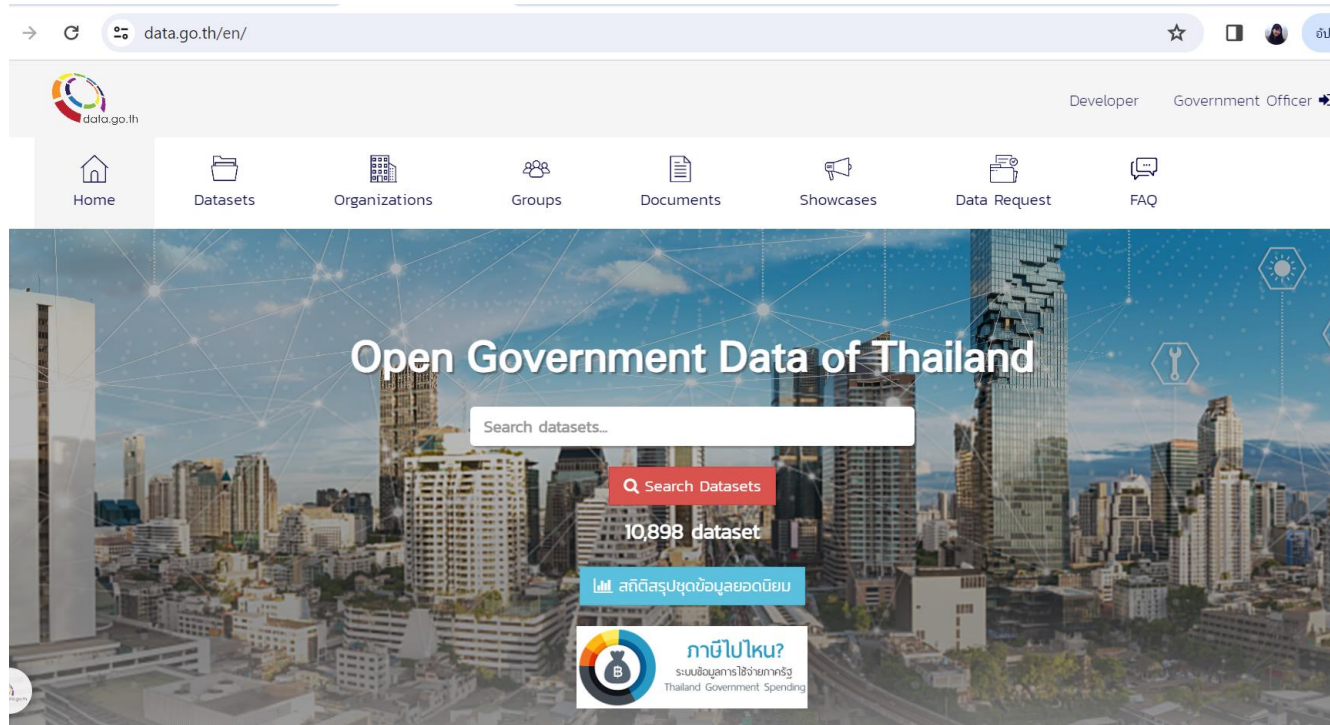 data.go.th/en/
data.go.th
Developer Government Officer
Home Datasets Organizations Groups Documents Showcases Data Request FAQ
Open Government Data of Thailand
Search datasets...
Search Datasets
10,898 dataset
สถิติสรุปชุดข้อมูลยอดนิยม
ภาษีไปไหน?
ระบบข้อมูลการใช้จ่ายภาครัฐ
Thailand Government Spending